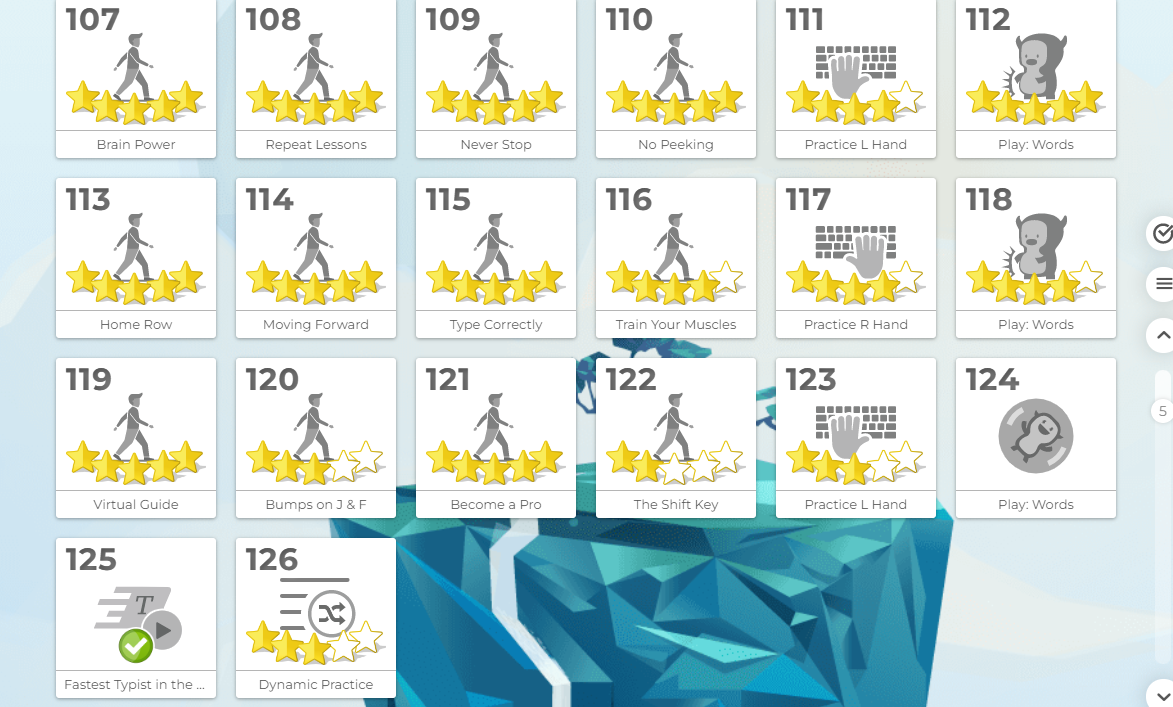 107
Brain Power
108
Repeat Lessons
109
Never Stop
110
No Peeking
111
Practice L Hand
112
Play: Words
113
Home Row
114
Moving Forward
115
Type Correctly
116
Train Your Muscles
117
Practice R Hand
118
Play: Words
119
Virtual Guide
120
Bumps on J & F
121
Become a Pro
122
The Shift Key
123
Practice L Hand
124
Play: Words
5
125
T
Fastest Typist in the ...
126
Dynamic Practice